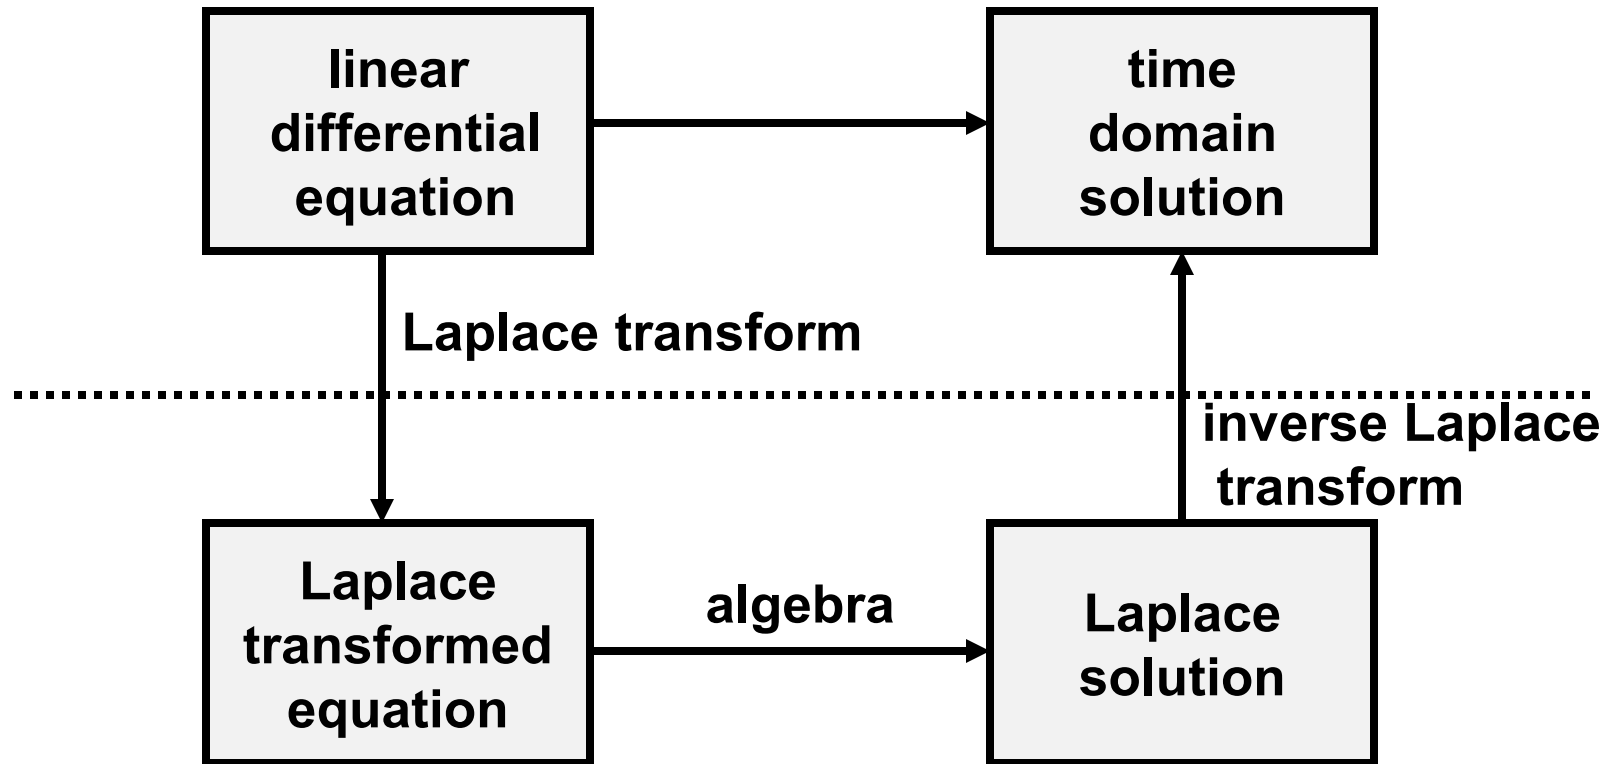 linear
differential
equation
time
domain
solution
Laplace transform
inverse Laplace
transform
Laplace
transformed
equation
algebra
Laplace
solution